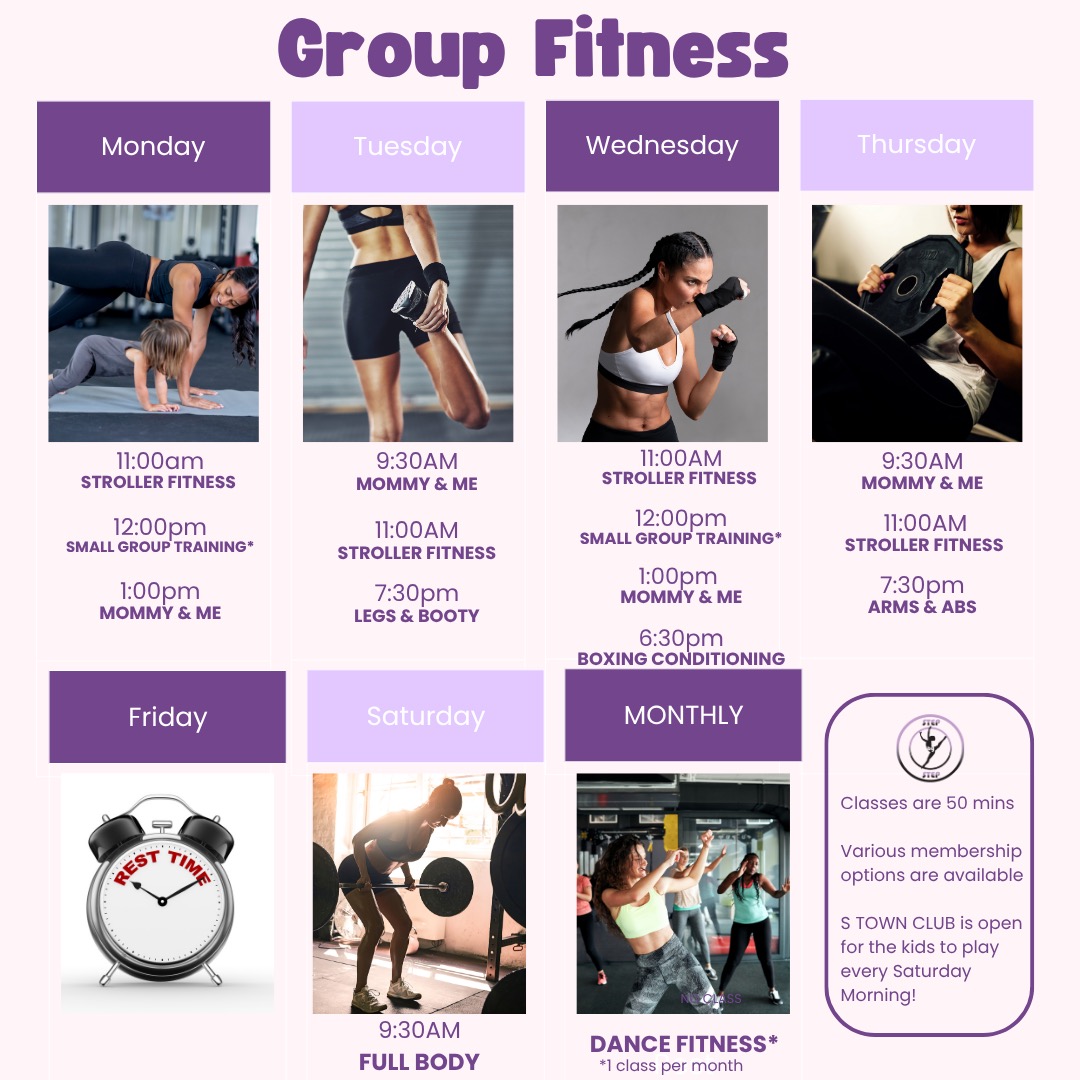 Group Fitness
Monday
Tuesday
Wednesday
Thursday
11:00am
STROLLER FITNESS
12:00pm
SMALL GROUP TRAINING*
1:00pm
MOMMY & ME
9:30AM
MOMMY & ME
11:00AM
STROLLER FITNESS
7:30pm
LEGS & BOOTY
11:00AM
STROLLER FITNESS
12:00pm
SMALL GROUP TRAINING*
1:00pm
MOMMY & ME
6:30pm
BOXING CONDITIONING
9:30AM
MOMMY & ME
11:00AM
STROLLER FITNESS
7:30pm
ARMS & ABS
Friday
Saturday
MONTHLY
REST TIME
9:30AM
FULL BODY
NO CLASS
DANCE FITNESS*
*1 class per month
STEP
STEP
Classes are 50 mins
Various membership
options are available
S TOWN CLUB is open
for the kids to play
every Saturday
Morning!